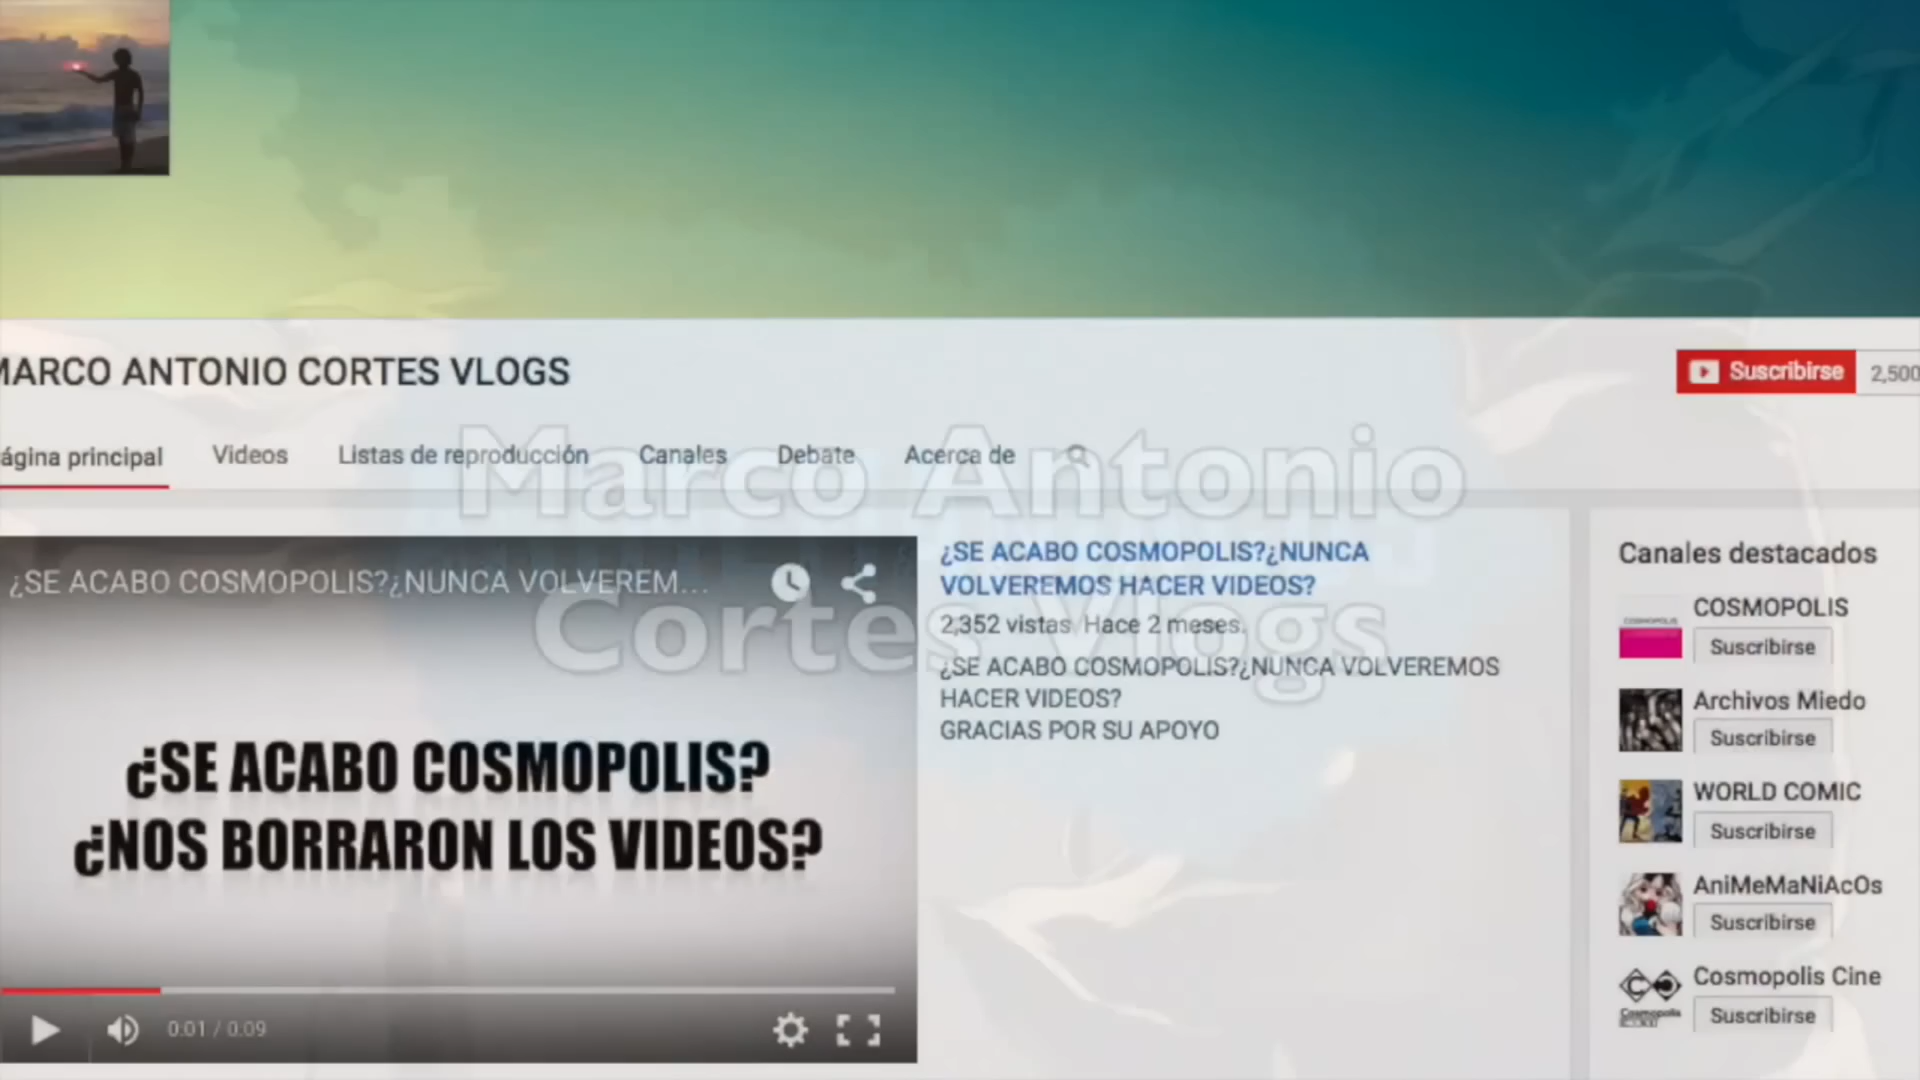 MARCO ANTONIO CORTES VLOGS
Suscribirse
2,500
ágina principal
Videos
Listas de reproducción
Canales
Debate
Acerca de
Marco Antonio
Cortes Vlogs
¿SE ACABO COSMOPOLIS?¿NUNCA VOLVEREM...
¿SE ACABO COSMOPOLIS?
¿NOS BORRARON LOS VIDEOS?
0:01 / 0:09
¿SE ACABO COSMOPOLIS?¿NUNCA
VOLVEREMOS HACER VIDEOS?
2,352 vistas Hace 2 meses.
¿SE ACABO COSMOPOLIS?¿NUNCA VOLVEREMOS
HACER VIDEOS?
GRACIAS POR SU APOYO
Canales destacados
COSMOPOLIS
COSMOPOLIS
Suscribirse
Archivos Miedo
Suscribirse
WORLD COMIC
Suscribirse
AniMeMaNiAcOs
Suscribirse
Cosmopolis Cine
Cosmopolis
Suscribirse